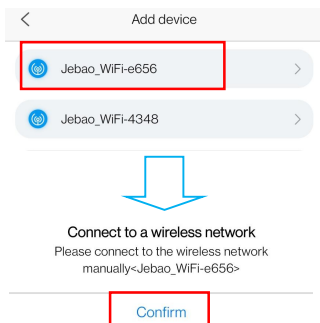 Add device
Jebao_WiFi-e656
Jebao_WiFi-4348
Connect to a wireless network
Please connect to the wireless network
manually<Jebao_WiFi-e656>
Confirm